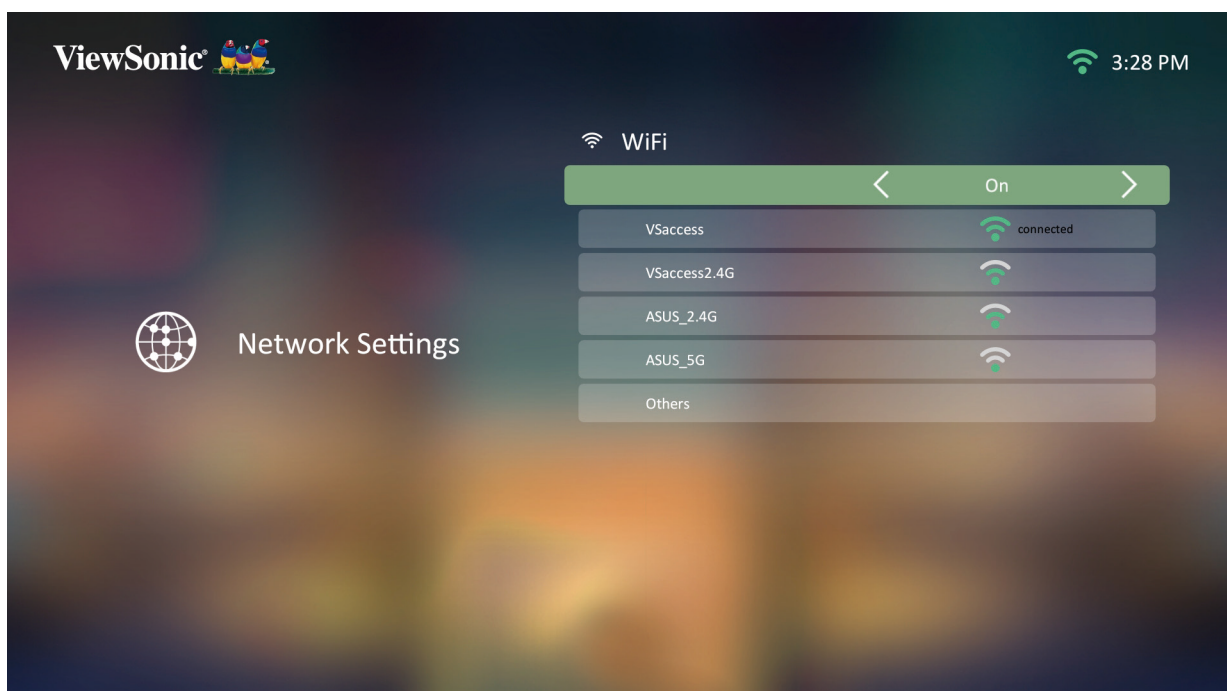 ViewSonic®
3:28 PM
WiFi
On
VSaccess connected
VSaccess2.4G
ASUS_2.4G
Network Settings
ASUS_5G
Others